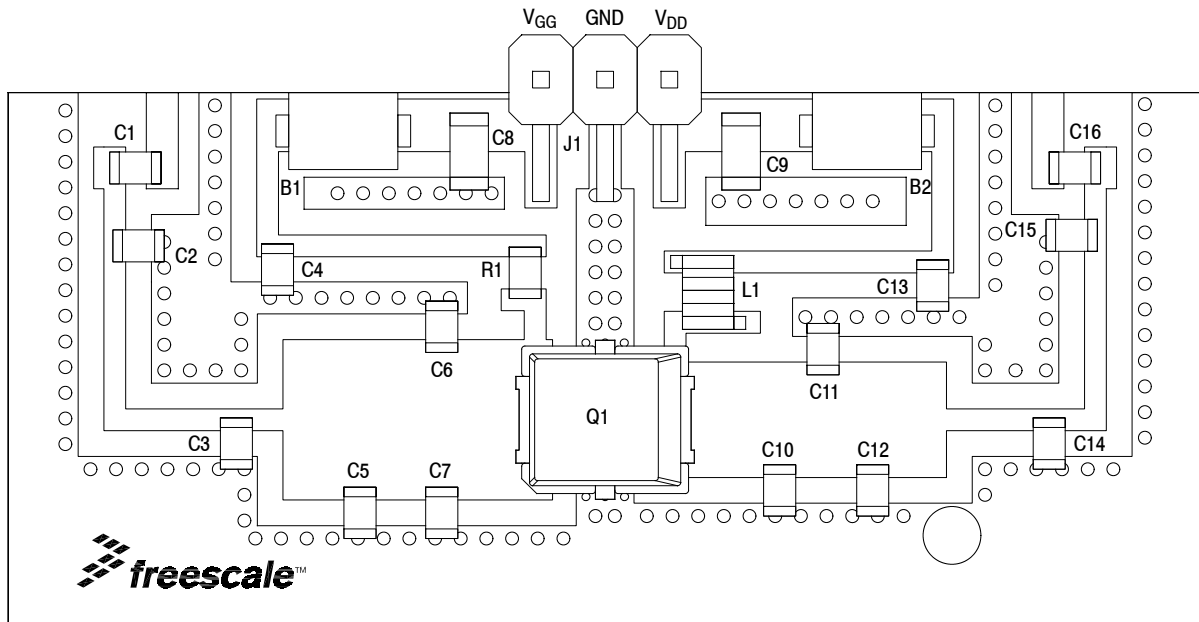 VGG GND VDD
C1
C8
J1
C9
C16
B1
B2
C2
C4
R1
L1
C13
C15
C6
C11
Q1
C3
C5
C7
C10
C12
C14
freescale™